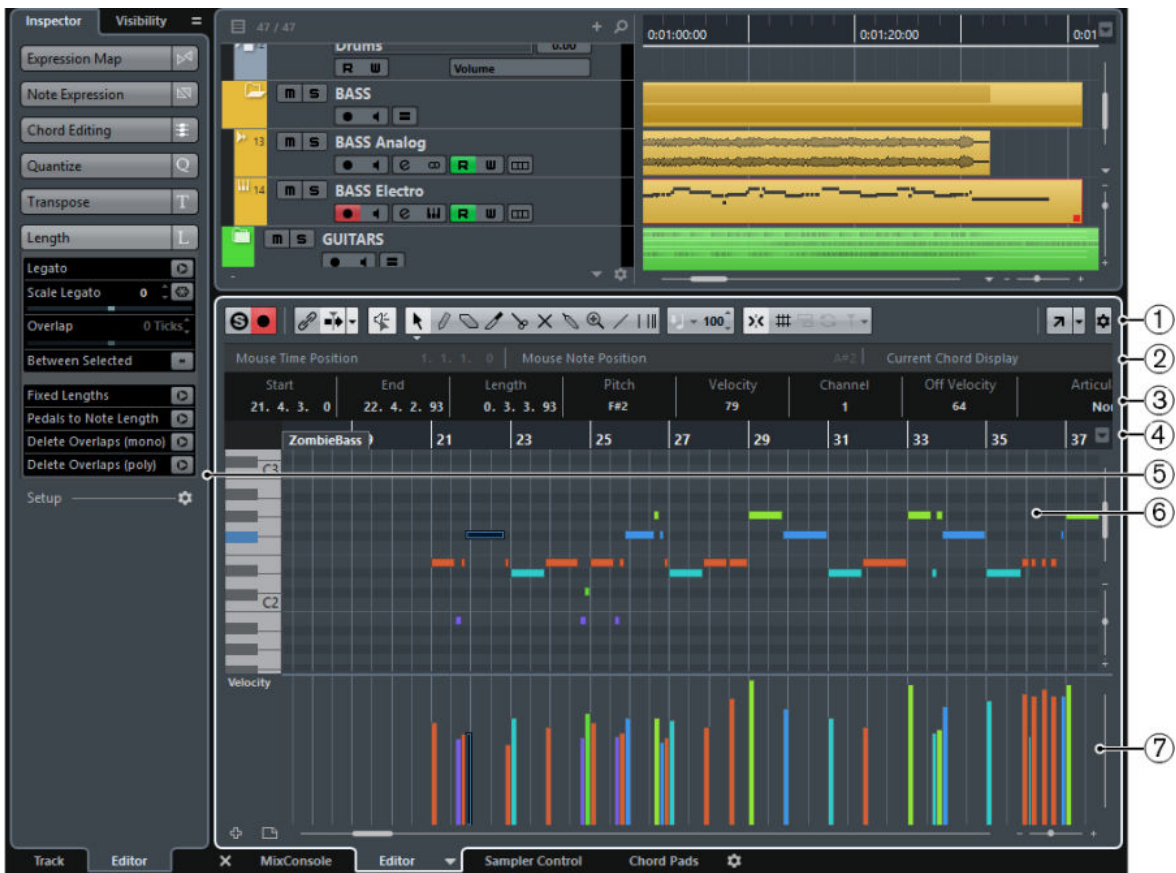 Inspector Visibility
Expression Map
Note Expression
Chord Editing
Quantize Q
Transpose T
Length L
Legato
Scale Legato 0
Overlap 0 Ticks
Between Selected
Fixed Lengths
Pedals to Note Length
Delete Overlaps (mono)
Delete Overlaps (poly)
Setup
47 / 47
Drums 0.00
R W Volume
m S BASS
13 m S BASS Analog
e R W
14 m S BASS Electro
e R W
m S GUITARS
0:01:00:00 0:01:20:00 0:01
S 100 ①
Mouse Time Position 1. 1. 1. 0 Mouse Note Position A#2 Current Chord Display ②
Start End Length Pitch Velocity Channel Off Velocity Articul
21. 4. 3. 0 22. 4. 2. 93 0. 3. 3. 93 F#2 79 1 64 No ③
ZombieBass 21 23 25 27 29 31 33 35 37 ④
C3 ⑤
⑥
C2
Velocity
⑦
Track Editor MixConsole Editor Sampler Control Chord Pads